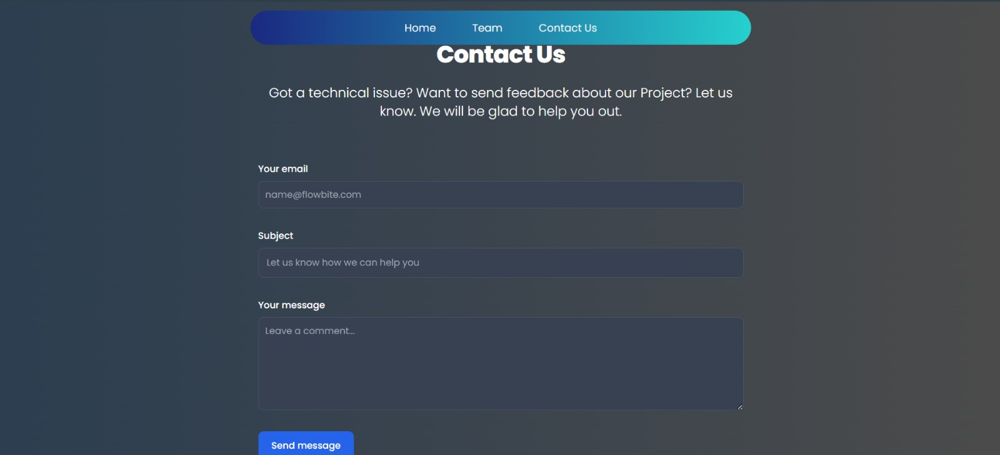 Home Team Contact Us
Contact Us
Got a technical issue? Want to send feedback about our Project? Let us
know. We will be glad to help you out.
Your email
name@flowbite.com
Subject
Let us know how we can help you
Your message
Leave a comment...
Send message